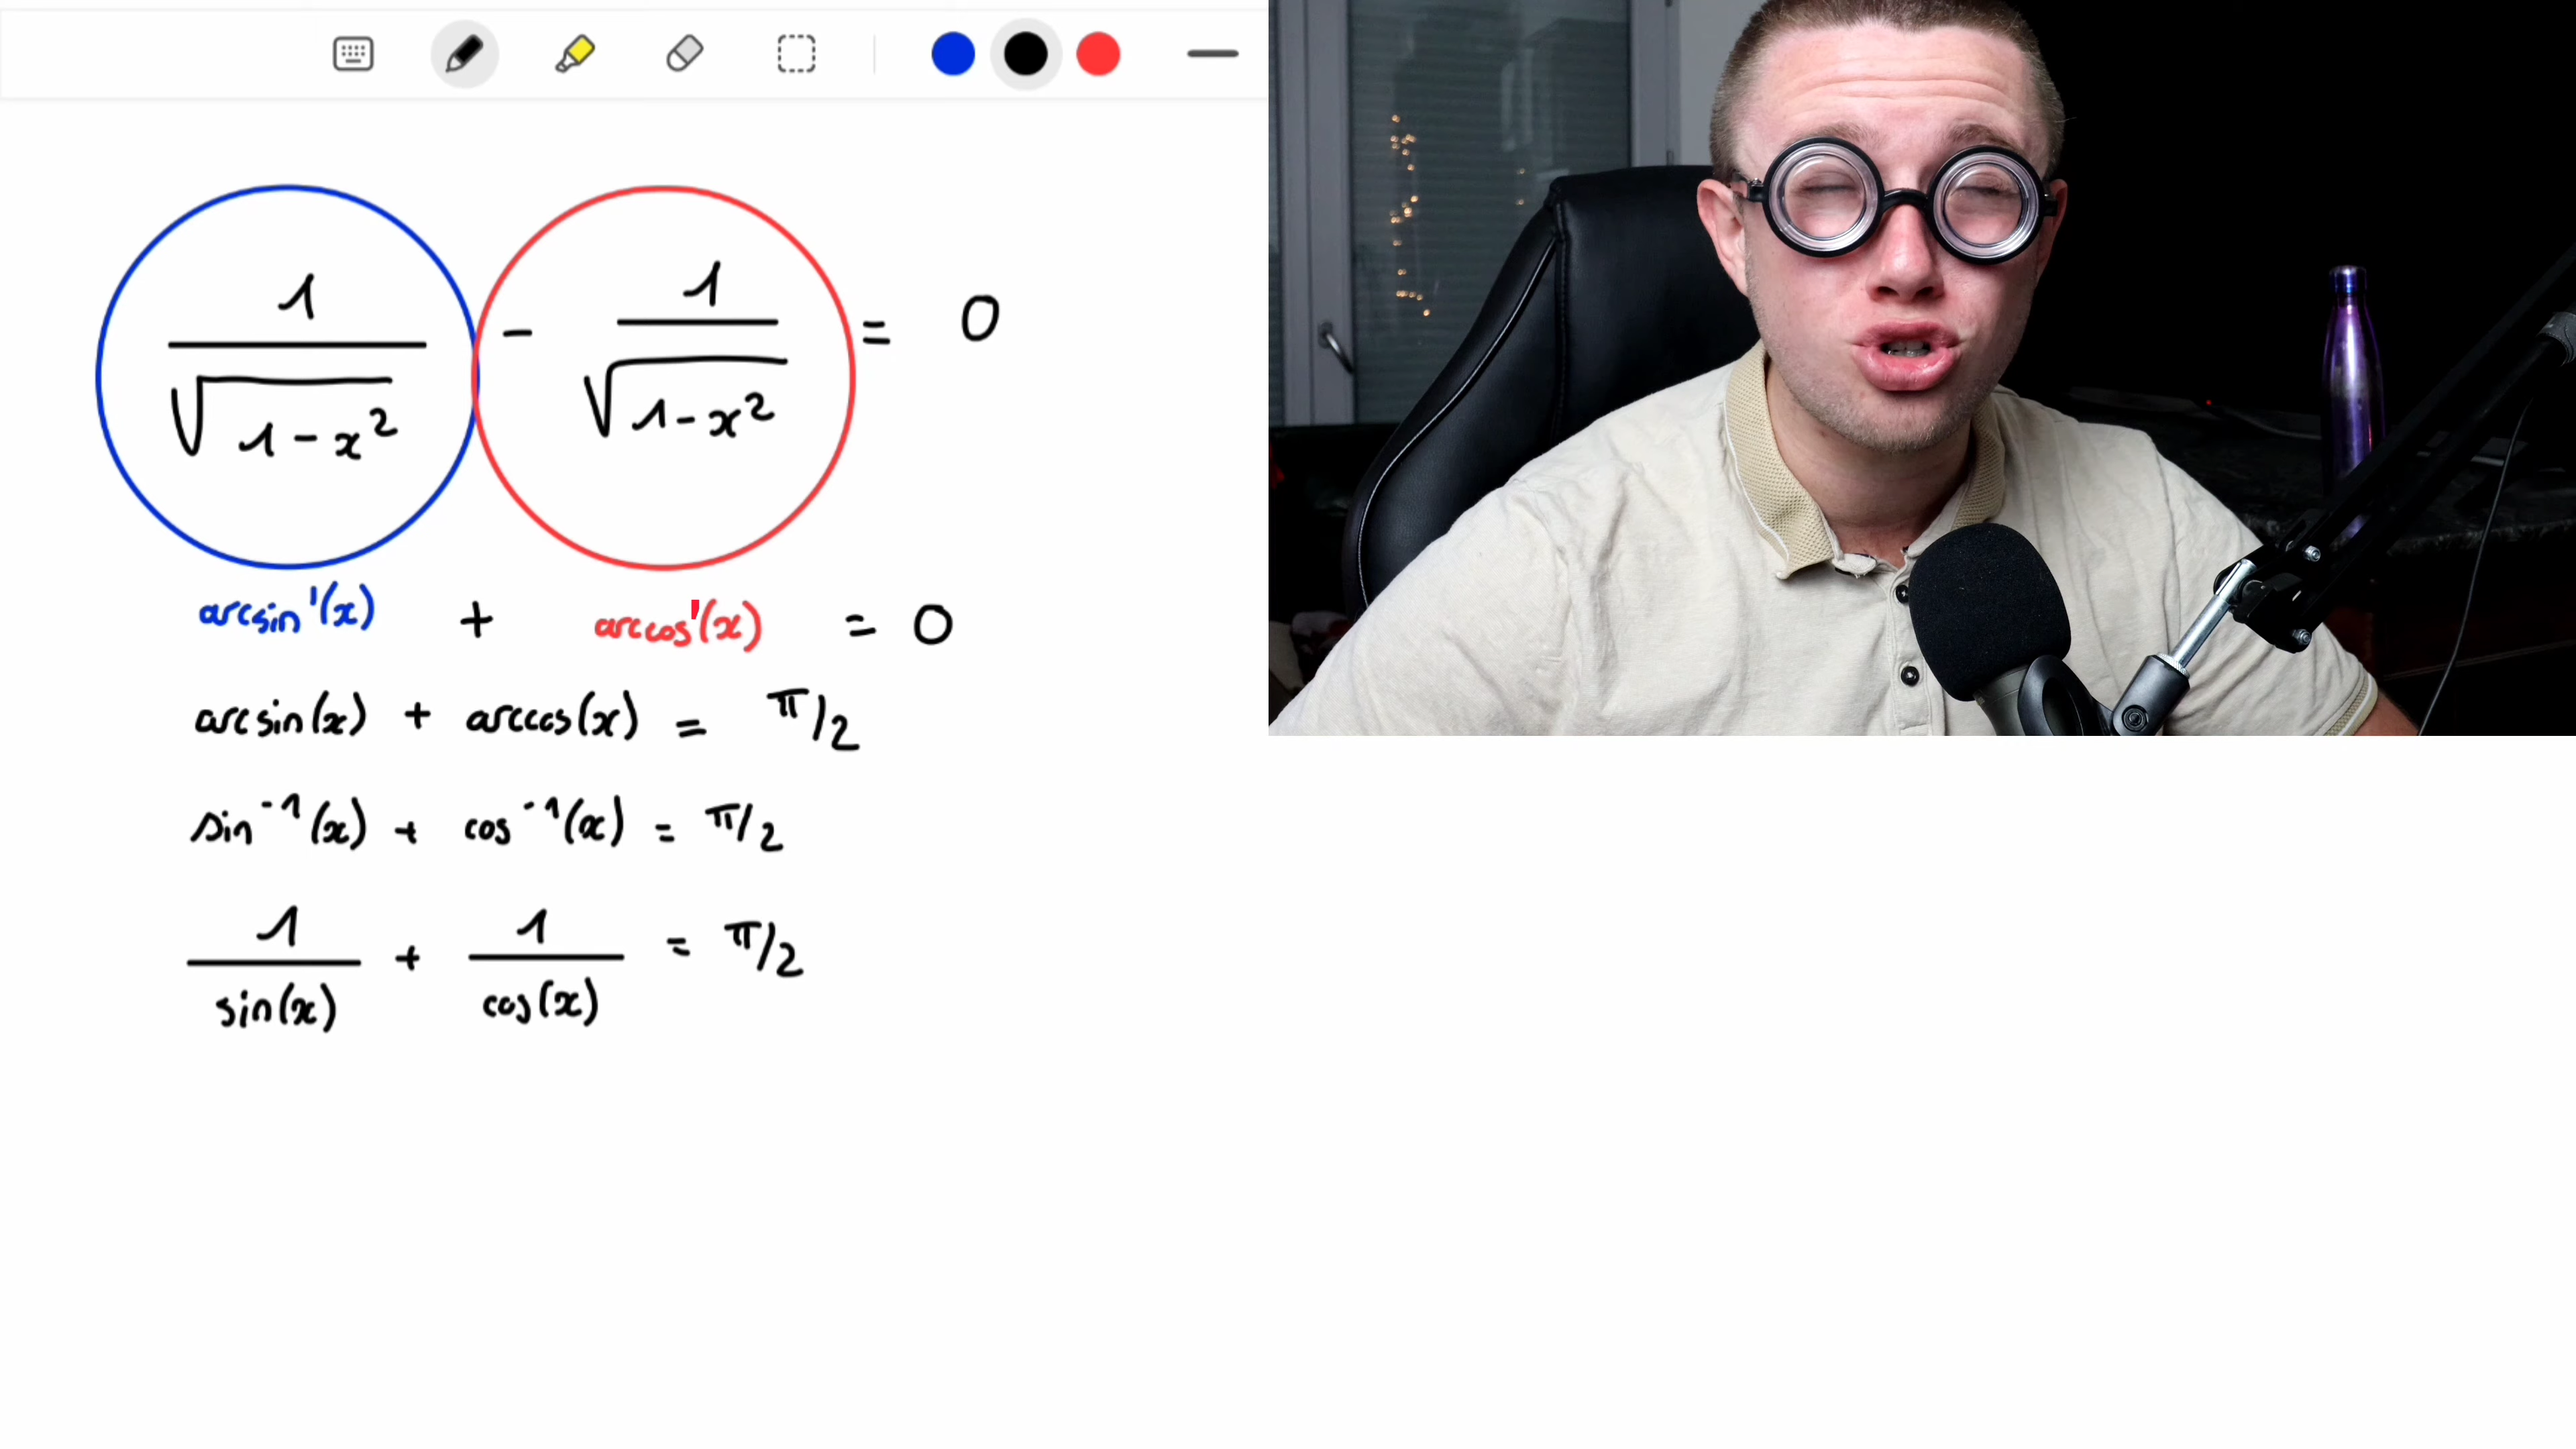 1/√(1-x²) - 1/√(1-x²) = 0
arcsin'(x) + arccos'(x) = 0
arcsin(x) + arccos(x) = π/2
sin⁻¹(x) + cos⁻¹(x) = π/2
1/sin(x) + 1/cos(x) = π/2